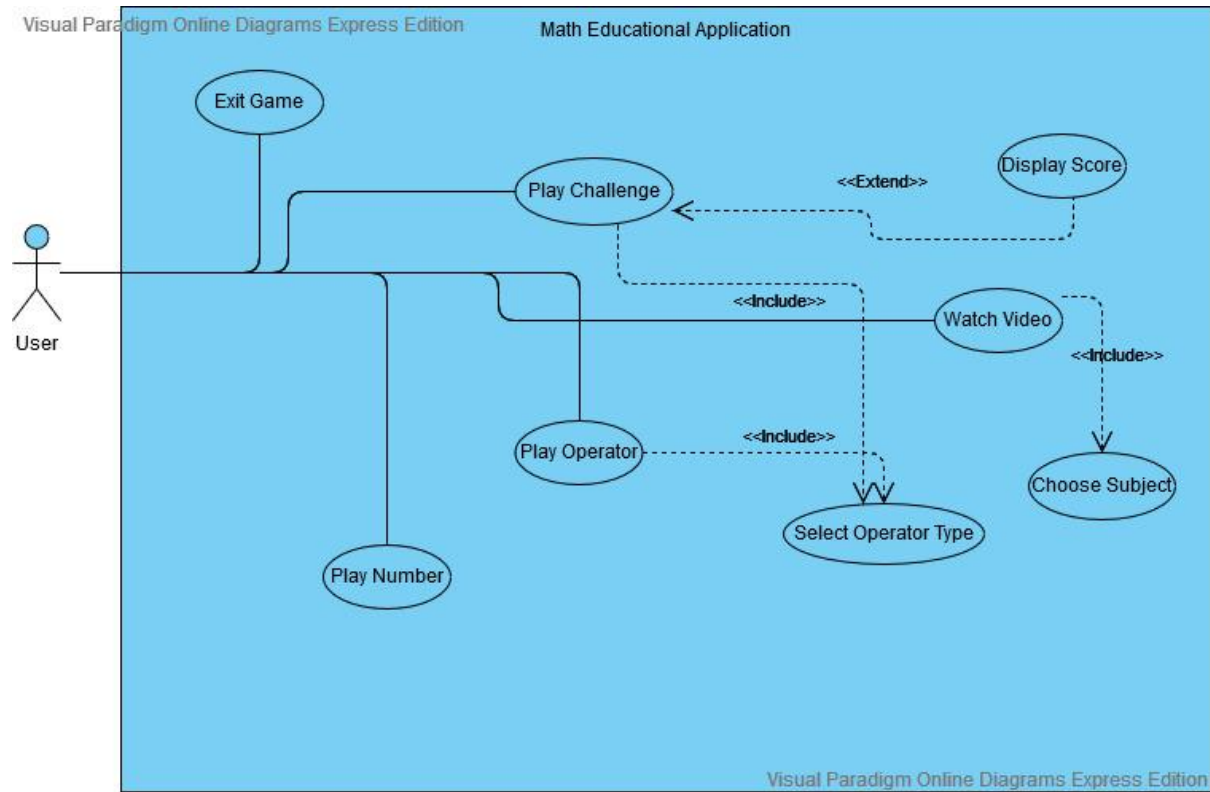 Visual Paradigm Online Diagrams Express Edition
Math Educational Application
Exit Game
Play Challenge
<<Extend>>
Display Score
User
<<Include>>
Watch Video
<<Include>>
Play Operator
<<Include>>
Choose Subject
Select Operator Type
Play Number
Visual Paradigm Online Diagrams Express Edition